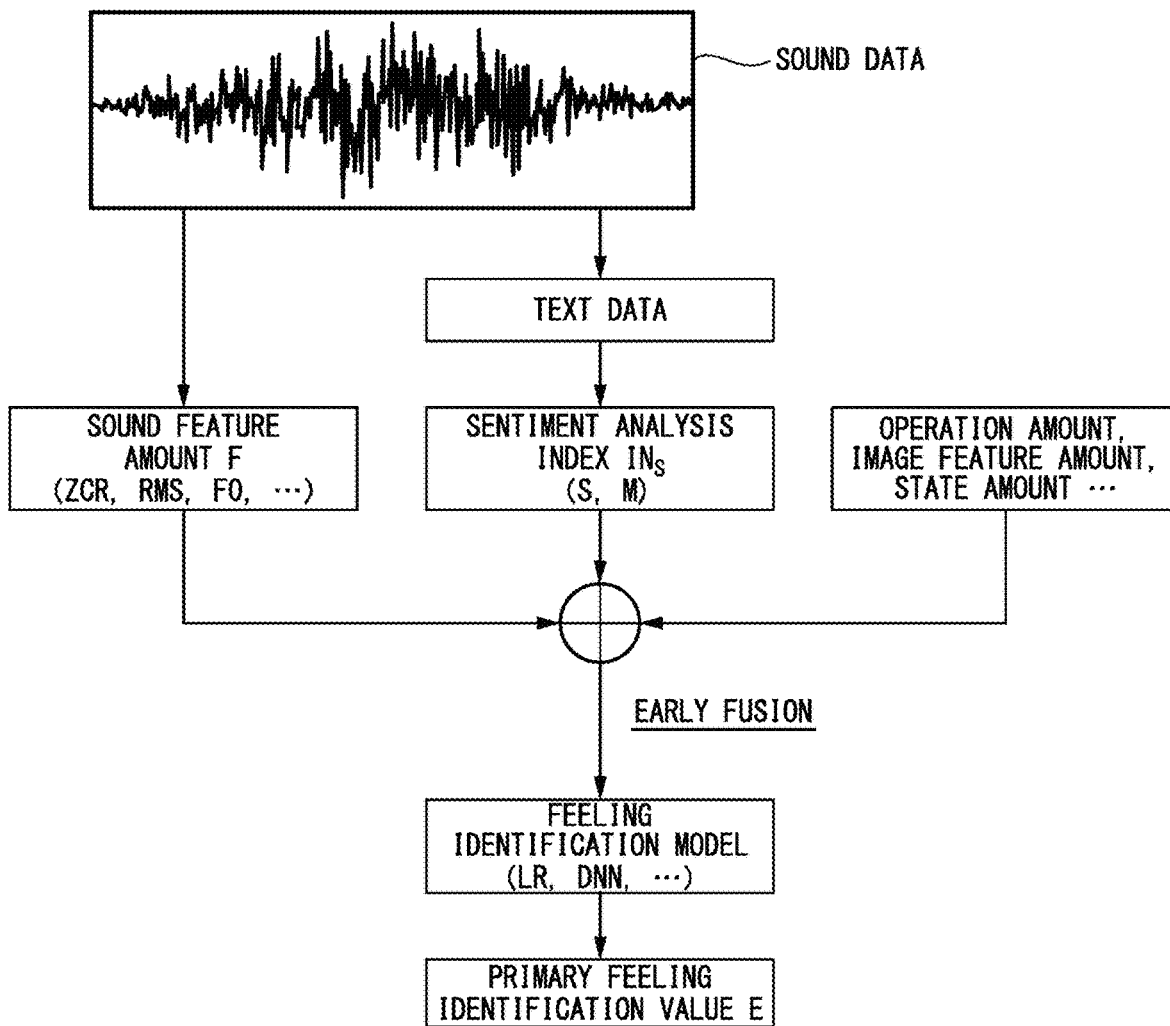 SOUND DATA
TEXT DATA
SOUND FEATURE
AMOUNT F
(ZCR, RMS, F0, ⋯)
SENTIMENT ANALYSIS
INDEX INS
(S, M)
OPERATION AMOUNT,
IMAGE FEATURE AMOUNT,
STATE AMOUNT ⋯
EARLY FUSION
FEELING
IDENTIFICATION MODEL
(LR, DNN, ⋯)
PRIMARY FEELING
IDENTIFICATION VALUE E